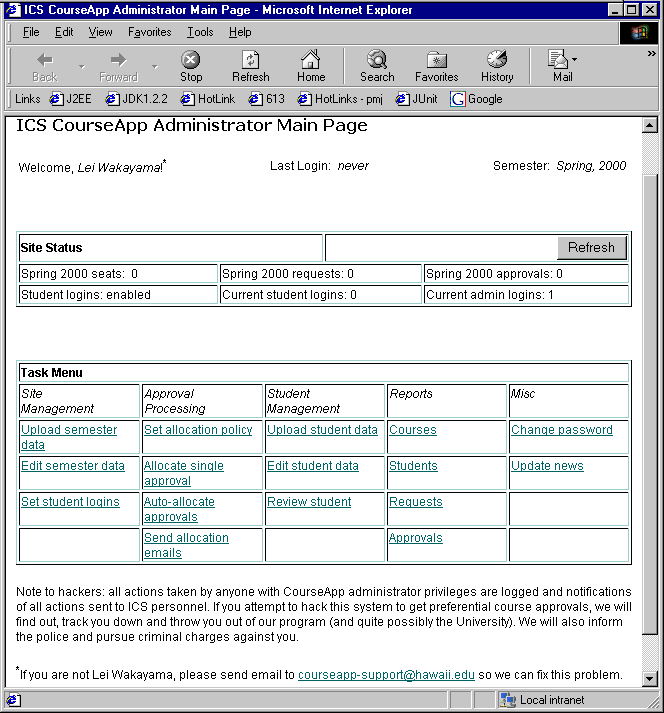 ICS CourseApp Administrator Main Page - Microsoft Internet Explorer
File Edit View Favorites Tools Help
Back Forward Stop Refresh Home Search Favorites History Mail »
Links J2EE JDK1.2.2 HotLink 613 HotLinks - pmj JUnit Google
ICS CourseApp Administrator Main Page
Welcome, Lei Wakayama!* Last Login: never Semester: Spring, 2000
Site Status Refresh
Spring 2000 seats: 0 Spring 2000 requests: 0 Spring 2000 approvals: 0
Student logins: enabled Current student logins: 0 Current admin logins: 1
Task Menu
Site Approval Student Reports Misc
Management Processing Management
Upload semester Set allocation policy Upload student data Courses Change password
data
Edit semester data Allocate single Edit student data Students Update news
approval
Set student logins Auto-allocate Review student Requests
approvals
Send allocation Approvals
emails
Note to hackers: all actions taken by anyone with CourseApp administrator privileges are logged and notifications
of all actions sent to ICS personnel. If you attempt to hack this system to get preferential course approvals, we will
find out, track you down and throw you out of our program (and quite possibly the University). We will also inform
the police and pursue criminal charges against you.
*If you are not Lei Wakayama, please send email to courseapp-support@hawaii.edu so we can fix this problem.
Local intranet